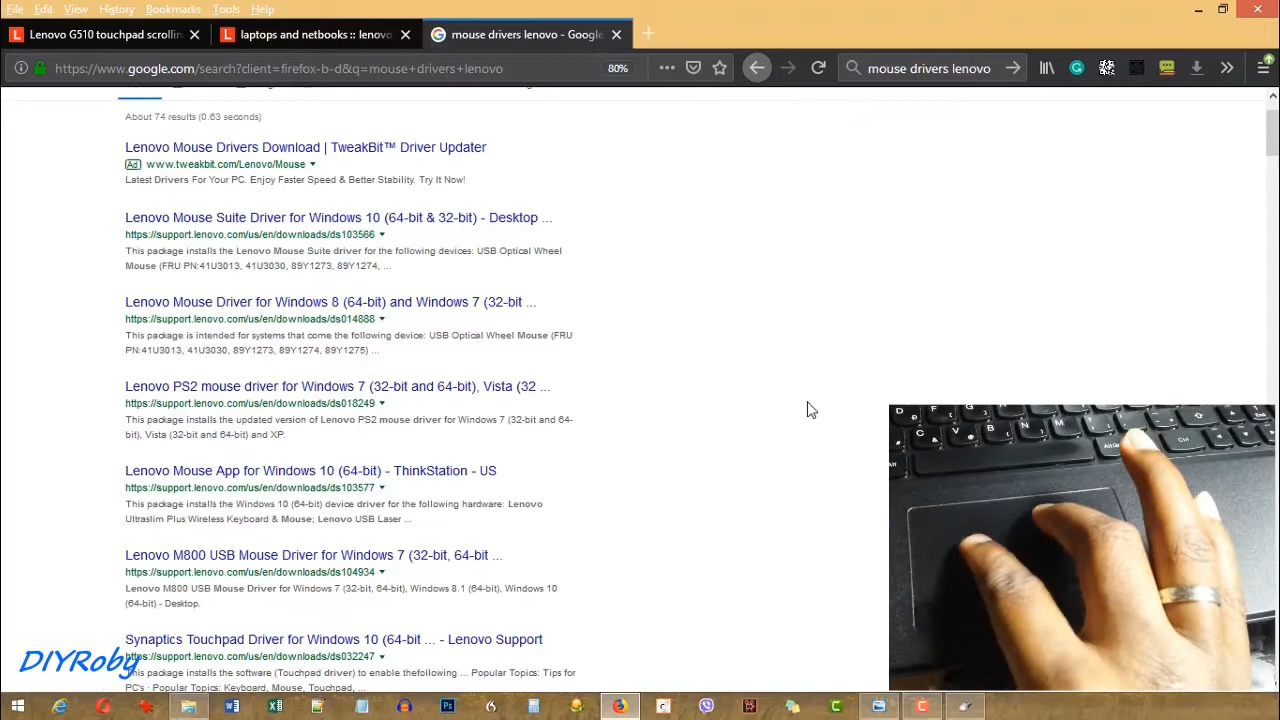 File Edit View History Bookmarks Tools Help
Lenovo G510 touchpad scrollin
laptops and netbooks :: lenovo
mouse drivers lenovo - Google
https://www.google.com/search?client=firefox-b-d&q=mouse+drivers+lenovo
80%
mouse drivers lenovo
About 74 results (0.63 seconds)
Lenovo Mouse Drivers Download | TweakBit™ Driver Updater
Ad www.tweakbit.com/Lenovo/Mouse
Latest Drivers For Your PC. Enjoy Faster Speed & Better Stability. Try It Now!
Lenovo Mouse Suite Driver for Windows 10 (64-bit & 32-bit) - Desktop ...
https://support.lenovo.com/us/en/downloads/ds103566
This package installs the Lenovo Mouse Suite driver for the following devices: USB Optical Wheel
Mouse (FRU PN:41U3013, 41U3030, 89Y1273, 89Y1274, ...
Lenovo Mouse Driver for Windows 8 (64-bit) and Windows 7 (32-bit ...
https://support.lenovo.com/us/en/downloads/ds014888
This package is intended for systems that come the following device: USB Optical Wheel Mouse (FRU
PN:41U3013, 41U3030, 89Y1273, 89Y1274, 89Y1275) ...
Lenovo PS2 mouse driver for Windows 7 (32-bit and 64-bit), Vista (32 ...
https://support.lenovo.com/us/en/downloads/ds018249
This package installs the updated version of Lenovo PS2 mouse driver for Windows 7 (32-bit and 64-
bit), Vista (32-bit and 64-bit) and XP.
Lenovo Mouse App for Windows 10 (64-bit) - ThinkStation - US
https://support.lenovo.com/us/en/downloads/ds103577
This package installs the Windows 10 (64-bit) device driver for the following hardware: Lenovo
Ultraslim Plus Wireless Keyboard & Mouse; Lenovo USB Laser ...
Lenovo M800 USB Mouse Driver for Windows 7 (32-bit, 64-bit ...
https://support.lenovo.com/us/en/downloads/ds104934
Lenovo M800 USB Mouse Driver for Windows 7 (32-bit, 64-bit), Windows 8.1 (64-bit), Windows 10
(64-bit) - Desktop.
Synaptics Touchpad Driver for Windows 10 (64-bit ... - Lenovo Support
https://support.lenovo.com/us/en/downloads/ds032247
This package installs the software (Touchpad driver) to enable thefollowing ... Popular Topics: Tips for
PC's · Popular Topics: Keyboard, Mouse, Touchpad, ...
DIYRoby
D F G H
C V B N M
Alt
Ctrl